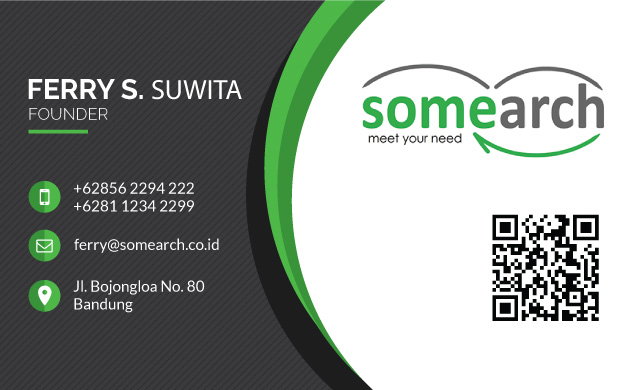 FERRY S. SUWITA
FOUNDER
+62856 2294 222
+6281 1234 2299
ferry@somearch.co.id
Jl. Bojongloa No. 80
Bandung
somearch
meet your need